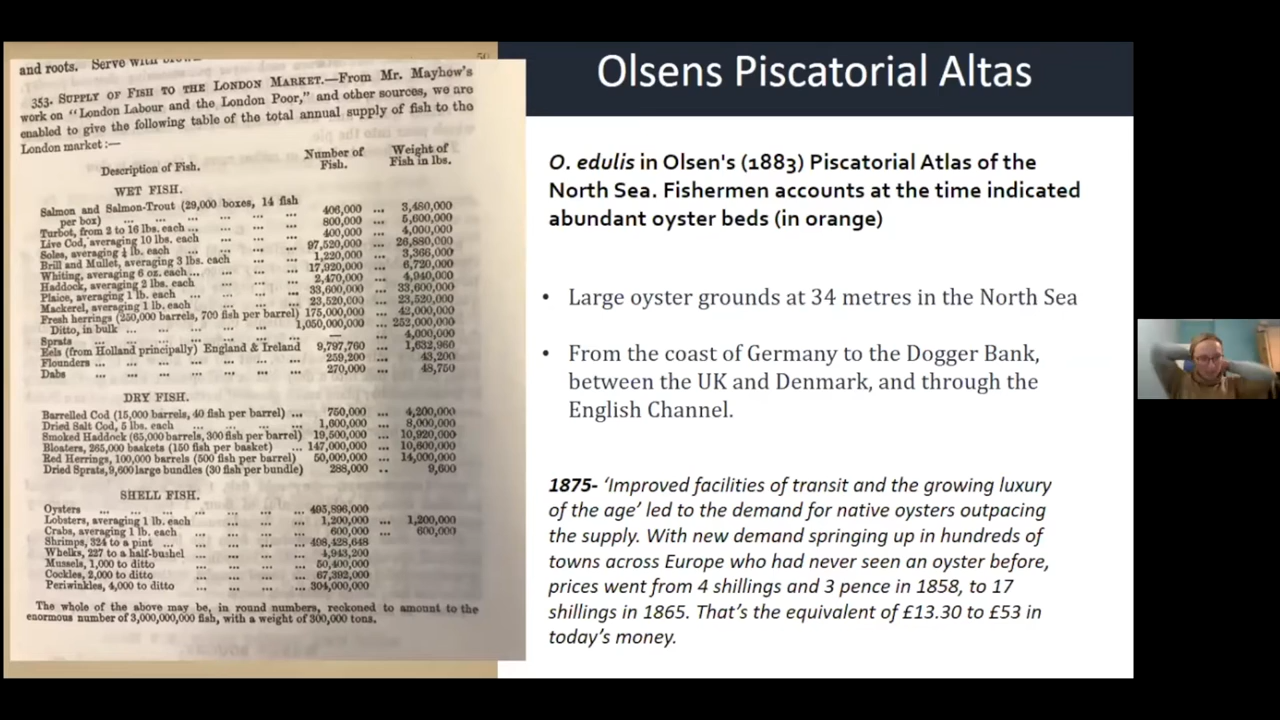 Olsens Piscatorial Altas
and roots. Serve with
353. SUPPLY OF FISH TO THE LONDON MARKET.—From Mr. Mayhew's
work on "London Labour and the London Poor," and other sources, we are
enabled to give the following table of the total annual supply of fish to the
London market:—
Description of Fish. Number of Fish. Weight of Fish in lbs.
WET FISH.
Salmon and Salmon-Trout (29,000 boxes, 14 fish
per box) ... ... ... ... ... 406,000 ... 3,480,000
Turbot, from 2 to 16 lbs. each ... ... ... ... 800,000 ... 5,600,000
Live Cod, averaging 10 lbs. each ... ... ... 400,000 ... 4,000,000
Soles, averaging ¼ lb. each ... ... ... 97,520,000 ... 26,880,000
Brill and Mullet, averaging 3 lbs. each ... ... 1,220,000 ... 3,366,000
Whiting, averaging 6 oz. each ... ... ... ... 17,920,000 ... 6,720,000
Haddock, averaging 2 lbs. each ... ... ... 2,470,000 ... 4,940,000
Plaice, averaging 1 lb. each ... ... ... ... 33,600,000 ... 33,600,000
Mackerel, averaging 1 lb. each ... ... ... 23,520,000 ... 23,520,000
Fresh herrings (250,000 barrels, 700 fish per barrel) 175,000,000 ... 42,000,000
Ditto, in bulk ... ... ... ... ... 1,050,000,000 ... 252,000,000
Sprats ... ... ... ... ... — ... 4,000,000
Eels (from Holland principally) England & Ireland 9,797,760 ... 1,632,960
Flounders ... ... ... ... ... 259,200 ... 43,200
Dabs ... ... ... ... ... 270,000 ... 48,750
DRY FISH.
Barrelled Cod (15,000 barrels, 40 fish per barrel) ... 750,000 ... 4,200,000
Dried Salt Cod, 5 lbs. each ... ... ... ... 1,600,000 ... 8,000,000
Smoked Haddock (65,000 barrels, 300 fish per barrel) 19,500,000 ... 10,920,000
Bloaters, 265,000 baskets (150 fish per basket) ... 147,000,000 ... 10,600,000
Red Herrings, 100,000 barrels (500 fish per barrel) 50,000,000 ... 14,000,000
Dried Sprats, 9,600 large bundles (30 fish per bundle) 288,000 .. 9,600
SHELL FISH.
Oysters ... ... ... ... ... ... 495,896,000
Lobsters, averaging 1 lb. each ... ... ... 1,200,000 ... 1,200,000
Crabs, averaging 1 lb. each ... ... ... 600,000 ... 600,000
Shrimps, 324 to a pint ... ... ... ... 498,428,648
Whelks, 227 to a half-bushel ... ... ... 4,943,200
Mussels, 1,000 to ditto ... ... ... 50,400,000
Cockles, 2,000 to ditto ... ... ... 67,392,000
Periwinkles, 4,000 to ditto ... ... ... 304,000,000
The whole of the above may be, in round numbers, reckoned to amount to the
enormous number of 3,000,000,000 fish, with a weight of 300,000 tons.
O. edulis in Olsen's (1883) Piscatorial Atlas of the
North Sea. Fishermen accounts at the time indicated
abundant oyster beds (in orange)
• Large oyster grounds at 34 metres in the North Sea
• From the coast of Germany to the Dogger Bank,
between the UK and Denmark, and through the
English Channel.
1875- ‘Improved facilities of transit and the growing luxury
of the age’ led to the demand for native oysters outpacing
the supply. With new demand springing up in hundreds of
towns across Europe who had never seen an oyster before,
prices went from 4 shillings and 3 pence in 1858, to 17
shillings in 1865. That’s the equivalent of £13.30 to £53 in
today’s money.